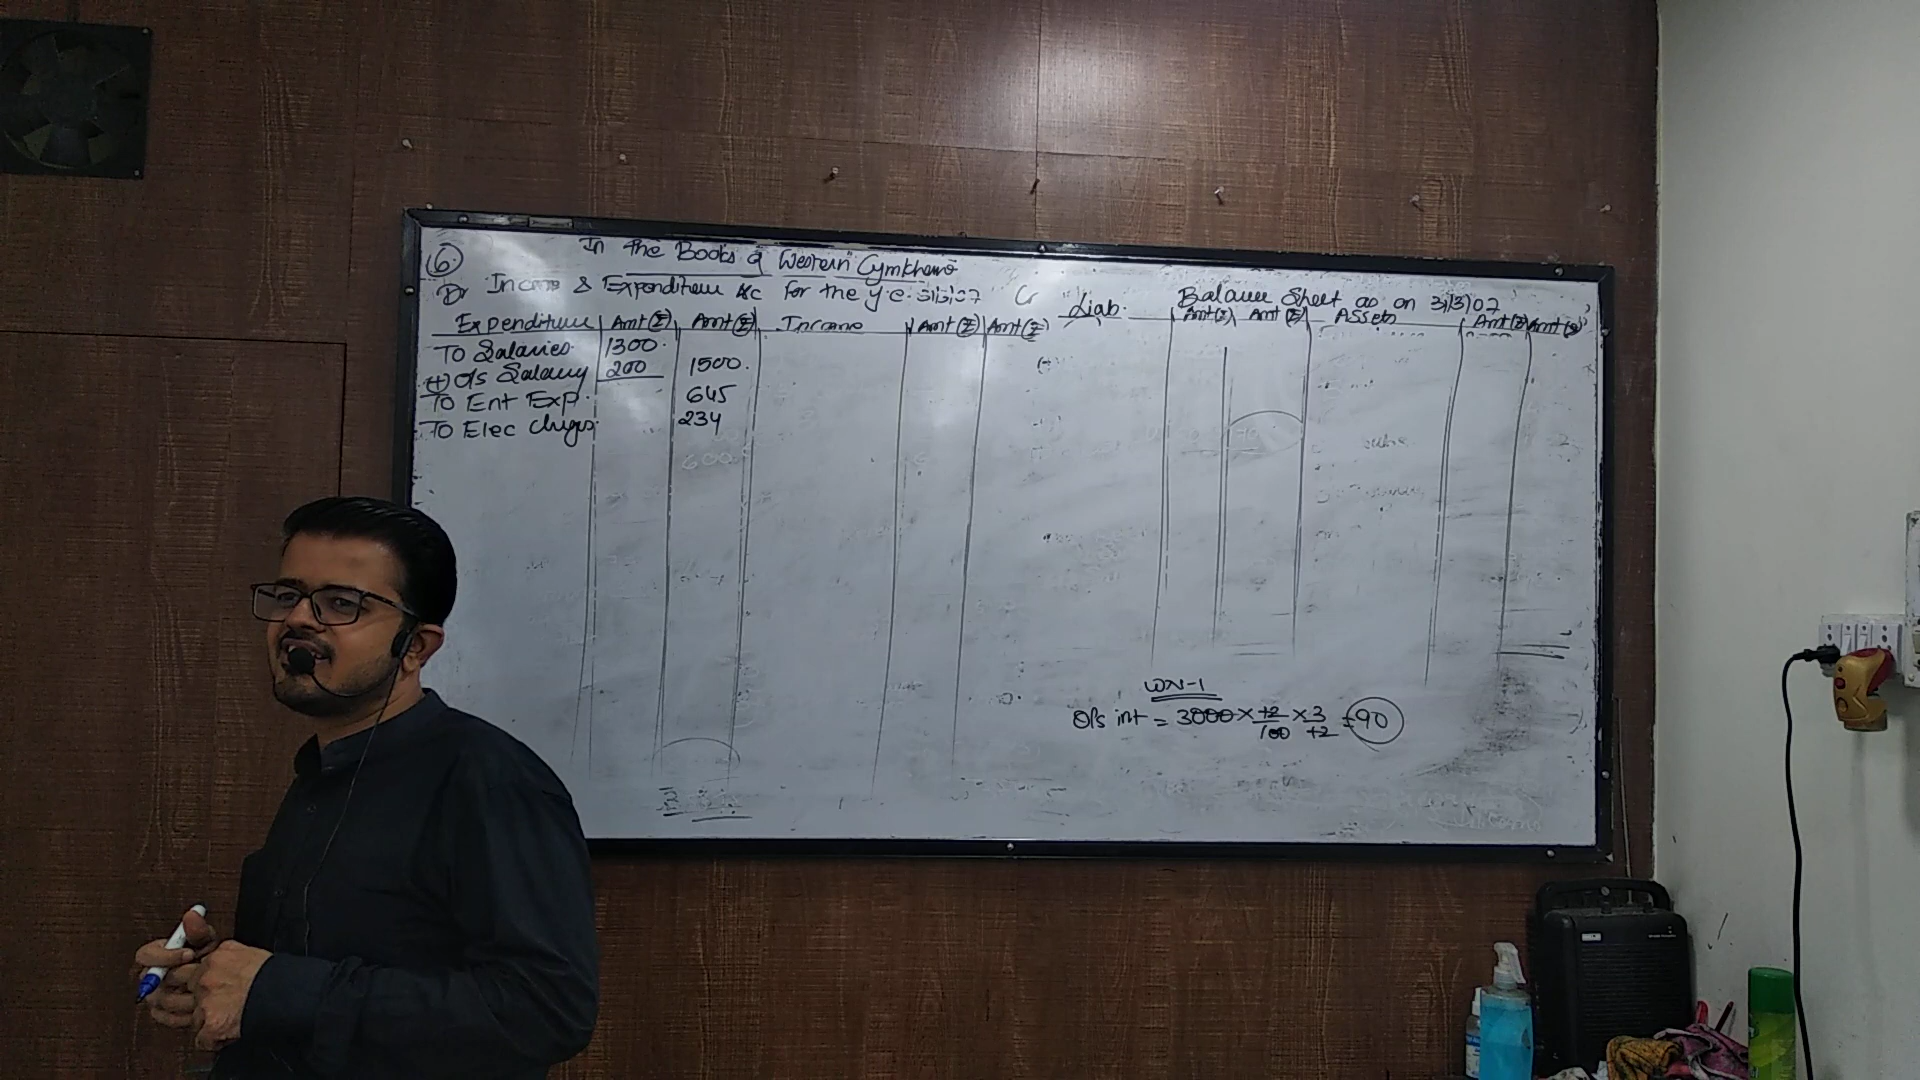 6.
In the Books of Western Gymkhana
Dr Income & Expenditure A/c for the y.e. 31/3/07 Cr
Expenditure Amt(₹) Amt(₹) Income Amt(₹) Amt(₹)
To Salaries. 1300.
(+) O/s Salary 200 1500.
To Ent Exp. 645
To Elec Chrgs. 234
Balance Sheet as on 31/3/07
Liab. Amt(₹) Amt(₹) Assets Amt(₹) Amt(₹)
WN-1
O/s int = 3000 × 12/100 × 3/12 = 90